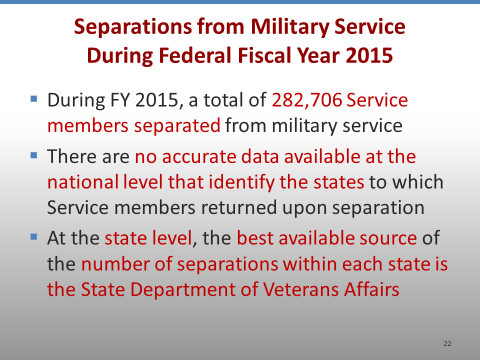 Separations from Military Service
During Federal Fiscal Year 2015
▪ During FY 2015, a total of 282,706 Service
members separated from military service
▪ There are no accurate data available at the
national level that identify the states to which
Service members returned upon separation
▪ At the state level, the best available source of
the number of separations within each state is
the State Department of Veterans Affairs
22